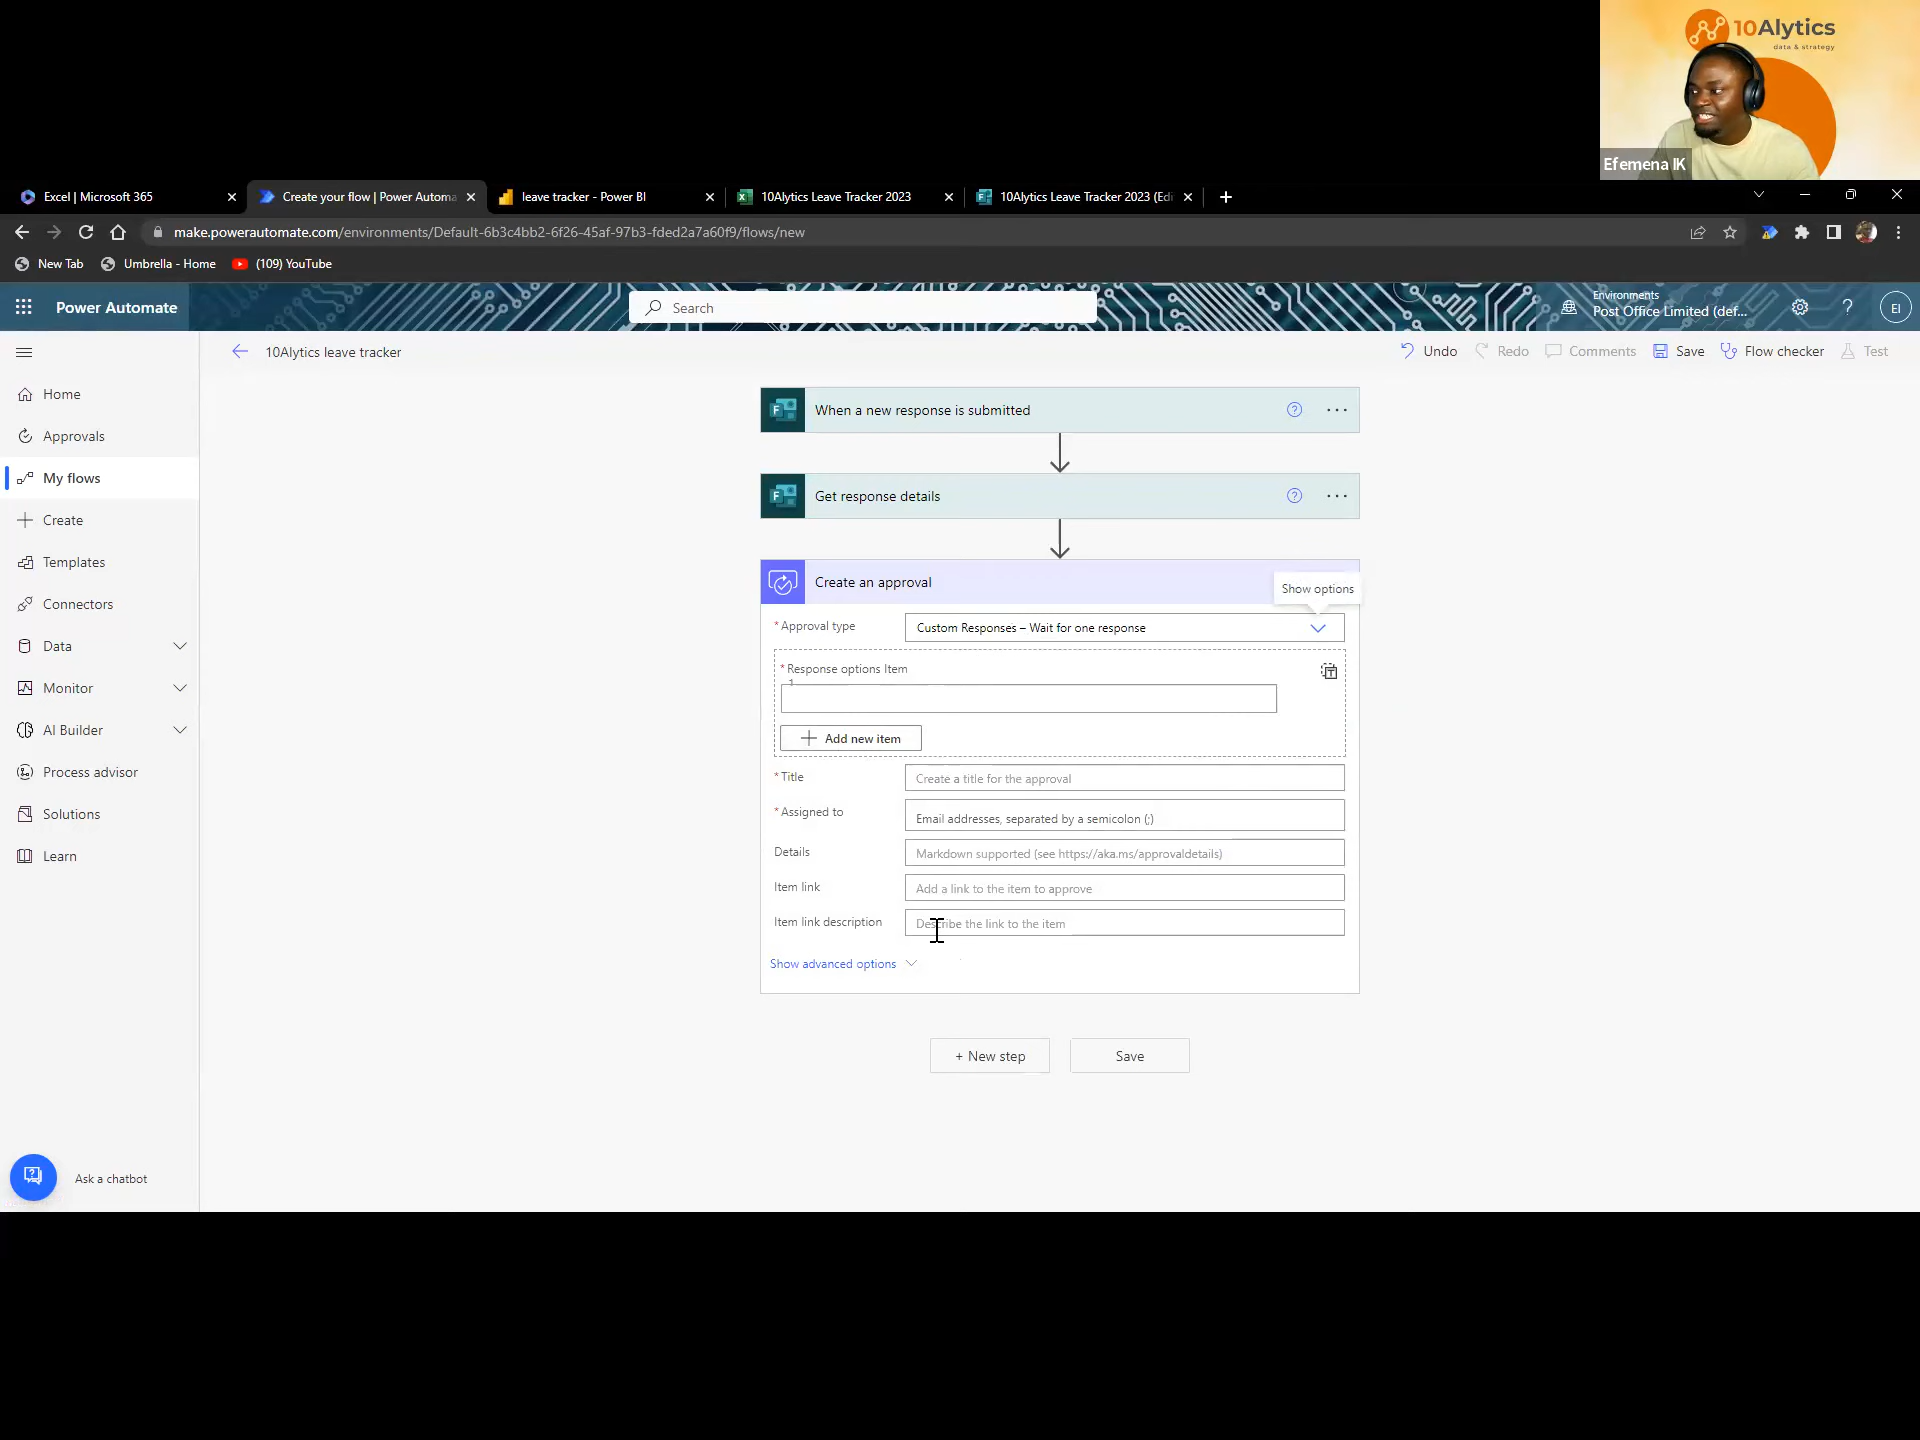 10Alytics
data & strategy
Efemena IK
Excel | Microsoft 365
Create your flow | Power Automa
leave tracker - Power BI
10Alytics Leave Tracker 2023
10Alytics Leave Tracker 2023 (Edi
make.powerautomate.com/environments/Default-6b3c4bb2-6f26-45af-97b3-fded2a7a60f9/flows/new
New Tab
Umbrella - Home
(109) YouTube
Power Automate
Search
Environments
Post Office Limited (def...
EI
10Alytics leave tracker
Undo
Redo
Comments
Save
Flow checker
Test
Home
Approvals
My flows
Create
Templates
Connectors
Data
Monitor
AI Builder
Process advisor
Solutions
Learn
Ask a chatbot
When a new response is submitted
Get response details
Create an approval
Show options
* Approval type
Custom Responses – Wait for one response
* Response options Item
1
+ Add new item
* Title
Create a title for the approval
* Assigned to
Email addresses, separated by a semicolon (;)
Details
Markdown supported (see https://aka.ms/approvaldetails)
Item link
Add a link to the item to approve
Item link description
Describe the link to the item
Show advanced options
+ New step
Save